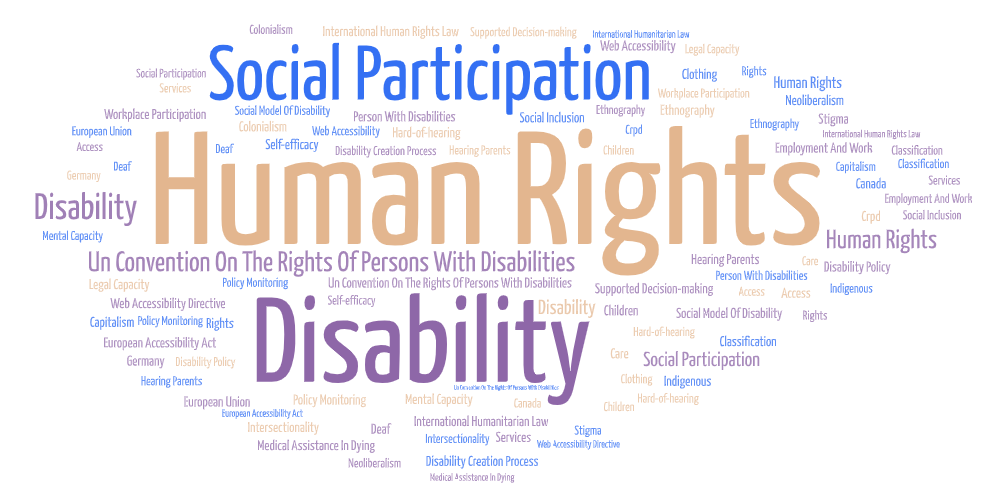 Colonialism
International Human Rights Law
Supported Decision-making
International Humanitarian Law
Web Accessibility
Legal Capacity
Social Participation
Social Participation
Services
Clothing
Rights
Human Rights
Workplace Participation
Neoliberalism
Workplace Participation
Social Model Of Disability
Person With Disabilities
Social Inclusion
Ethnography
Ethnography
Stigma
European Union
Colonialism
Web Accessibility
Hard-of-hearing
Crpd
Ethnography
International Human Rights Law
Access
Deaf
Self-efficacy
Disability Creation Process
Hearing Parents
Children
Employment And Work
Classification
Deaf
Human Rights
Capitalism
Classification
Germany
Canada
Services
Disability
Employment And Work
Crpd
Social Inclusion
Mental Capacity
Human Rights
Un Convention On The Rights Of Persons With Disabilities
Hearing Parents
Care
Disability Policy
Person With Disabilities
Legal Capacity
Policy Monitoring
Un Convention On The Rights Of Persons With Disabilities
Supported Decision-making
Access
Access
Indigenous
Web Accessibility Directive
Self-efficacy
Disability
Disability
Children
Social Model Of Disability
Rights
Capitalism
Policy Monitoring
Rights
Hard-of-hearing
European Accessibility Act
Classification
Germany
Disability Policy
Care
Social Participation
Hearing Parents
Clothing
Indigenous
Un Convention On The Rights Of Persons With Disabilities
European Union
Policy Monitoring
Mental Capacity
Canada
Children
Hard-of-hearing
European Accessibility Act
Intersectionality
Deaf
International Humanitarian Law
Stigma
Medical Assistance In Dying
Intersectionality
Services
Web Accessibility Directive
Neoliberalism
Disability Creation Process
Medical Assistance In Dying